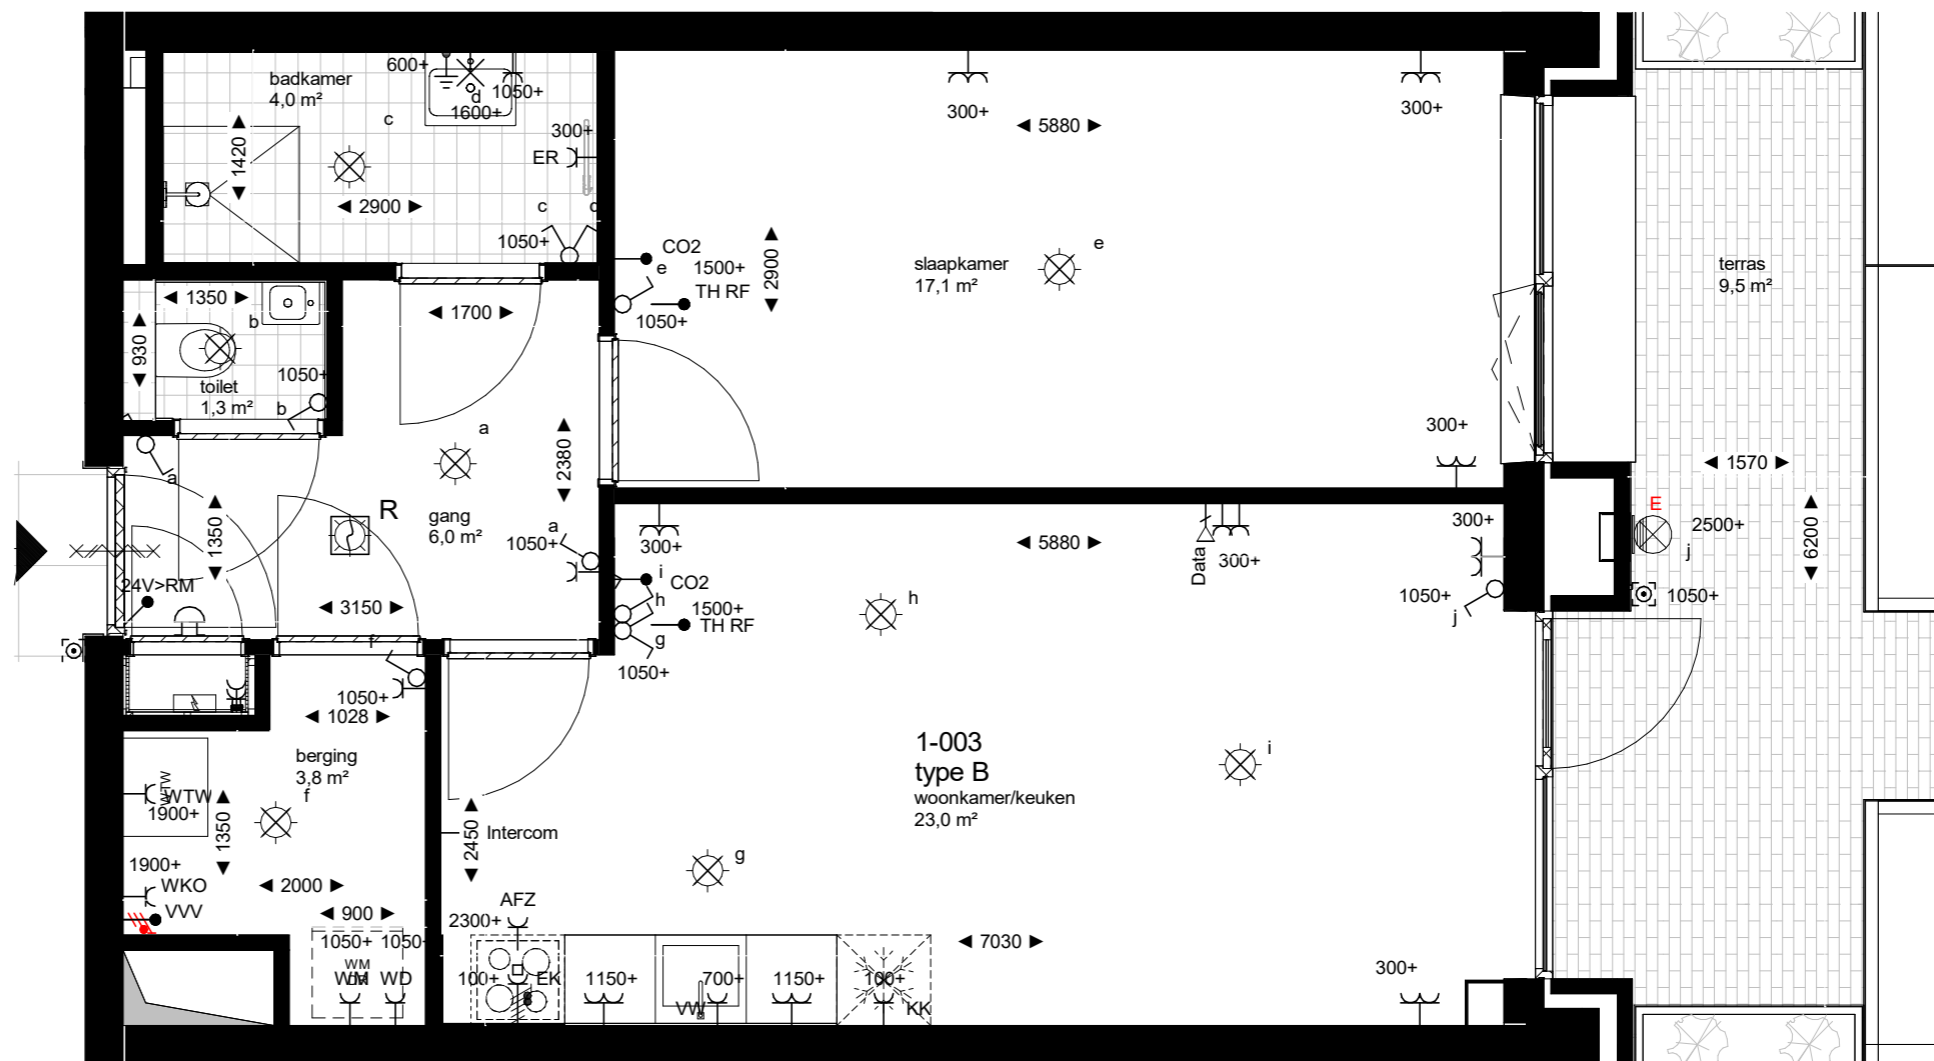 badkamer
4,0 m²
600+
1050+
d
1600+
c
300+
ER
1420
2900
c
1050+
300+
5880
300+
CO2
e
1500+
TH RF
1050+
2900
slaapkamer
17,1 m²
e
terras
9,5 m²
1350
b
930
toilet
1,3 m²
1050+
b
1700
a
2380
a
1350
R
gang
6,0 m²
a
1050+
24V>RM
3150
f
300+
1570
E
2500+
j
1050+
6200
300+
i
CO2
h
1500+
TH RF
g
1050+
5880
Data
300+
300+
1050+
j
h
1050+
1028
berging
3,8 m²
f
WTW
WTW
1900+
1350
1900+
WKO
VVV
2000
900
1050+
1050+
WM
WM
WD
1-003
type B
woonkamer/keuken
23,0 m²
i
2450
Intercom
g
AFZ
2300+
100+
EK
1150+
700+
VW
1150+
100+
KK
7030
300+